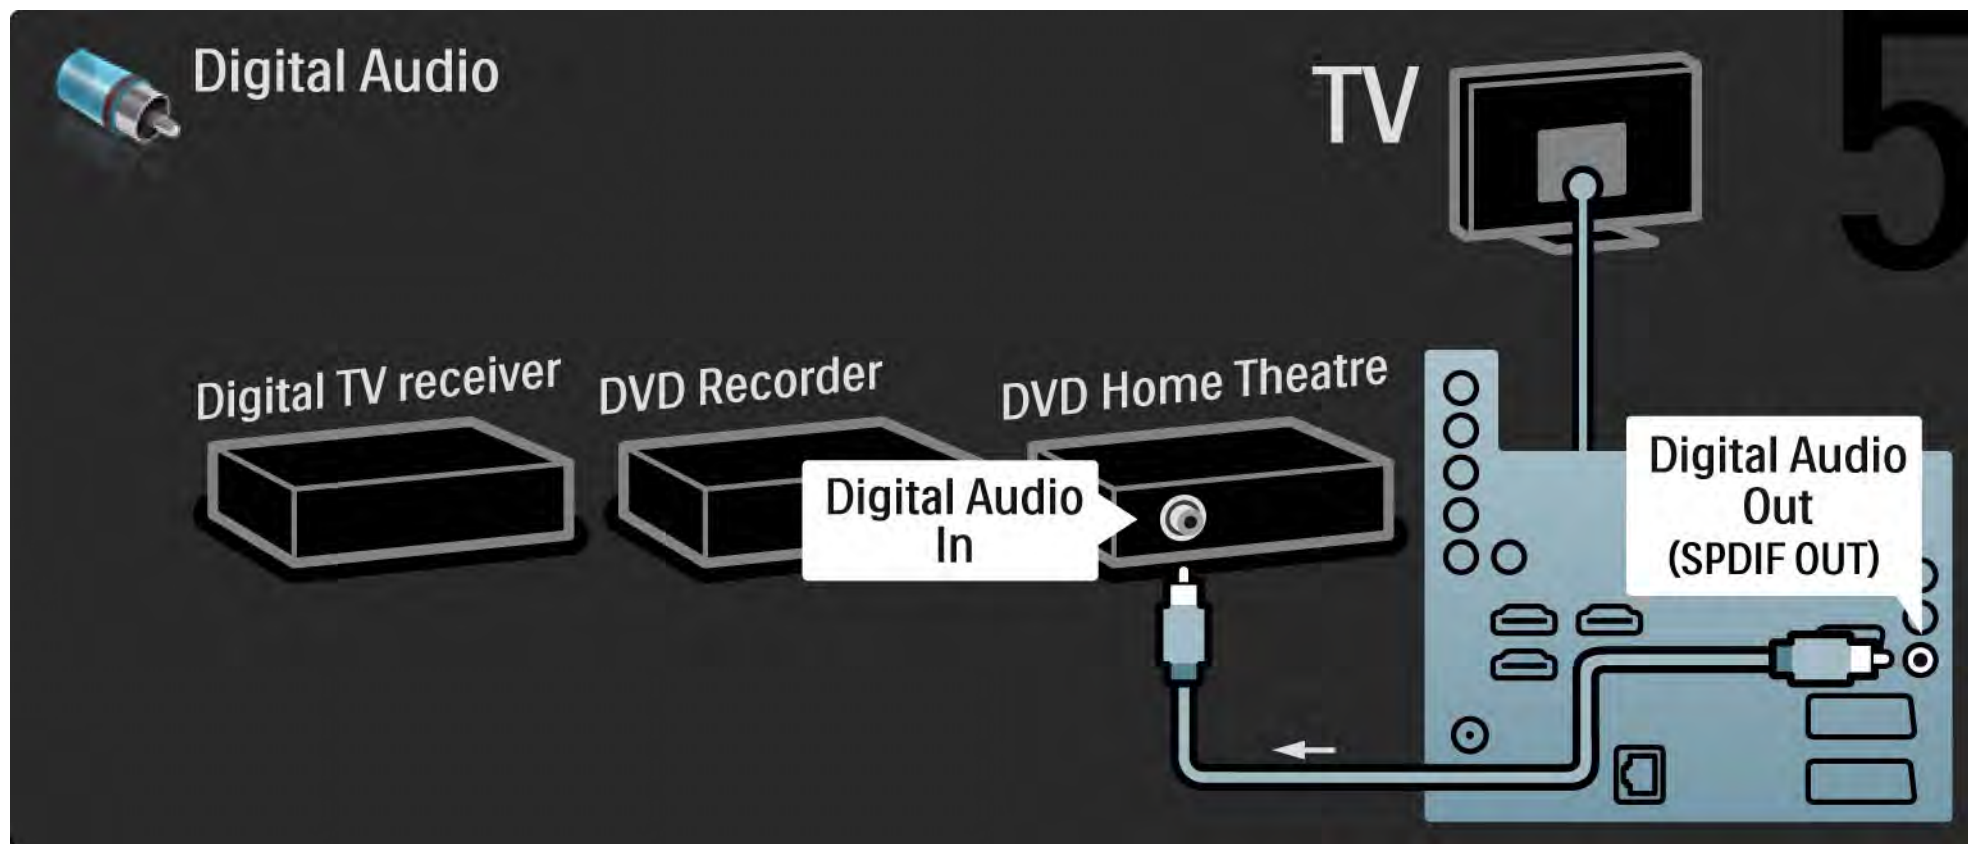 Digital Audio
TV
5
Digital TV receiver
DVD Recorder
DVD Home Theatre
Digital Audio
In
Digital Audio
Out
(SPDIF OUT)